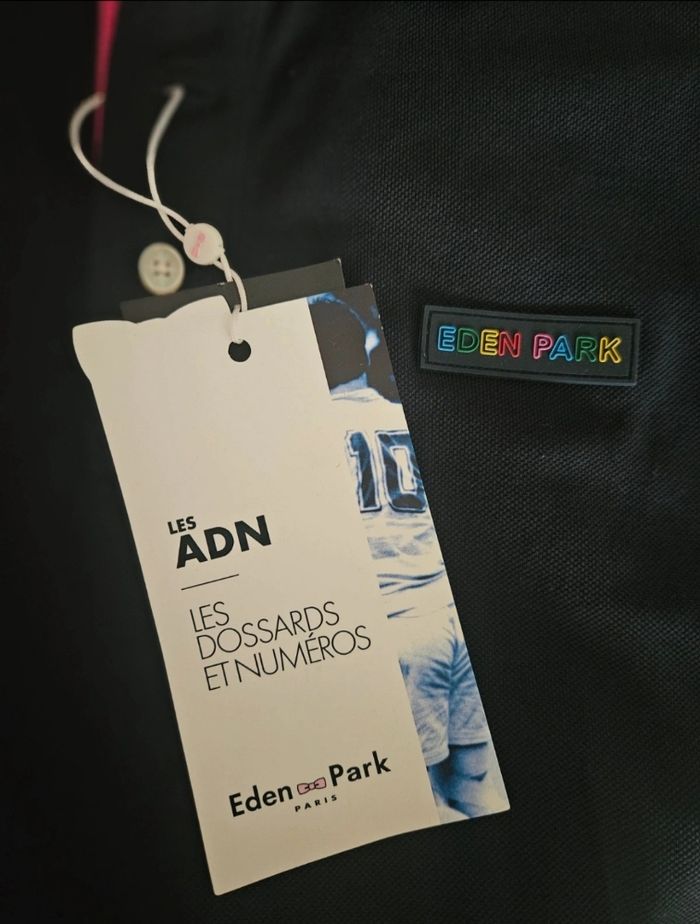 EDEN PARK
10
LES
ADN
LES
DOSSARDS
ET NUMÉROS
Eden Park
PARIS